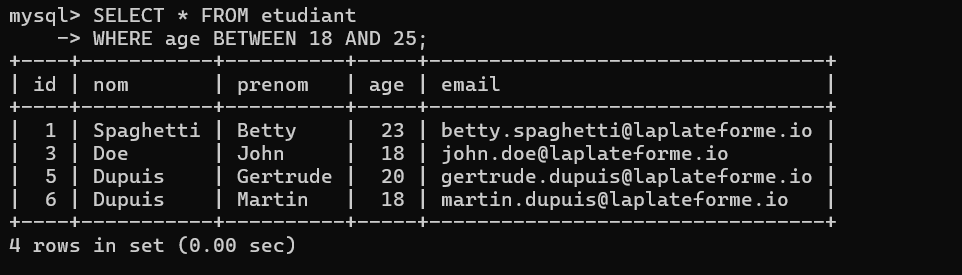 mysql> SELECT * FROM etudiant
    -> WHERE age BETWEEN 18 AND 25;
+----+-----------+----------+-----+---------------------------------+
| id | nom       | prenom   | age | email                           |
+----+-----------+----------+-----+---------------------------------+
|  1 | Spaghetti | Betty    |  23 | betty.spaghetti@laplateforme.io |
|  3 | Doe       | John     |  18 | john.doe@laplateforme.io        |
|  5 | Dupuis    | Gertrude |  20 | gertrude.dupuis@laplateforme.io |
|  6 | Dupuis    | Martin   |  18 | martin.dupuis@laplateforme.io   |
+----+-----------+----------+-----+---------------------------------+
4 rows in set (0.00 sec)